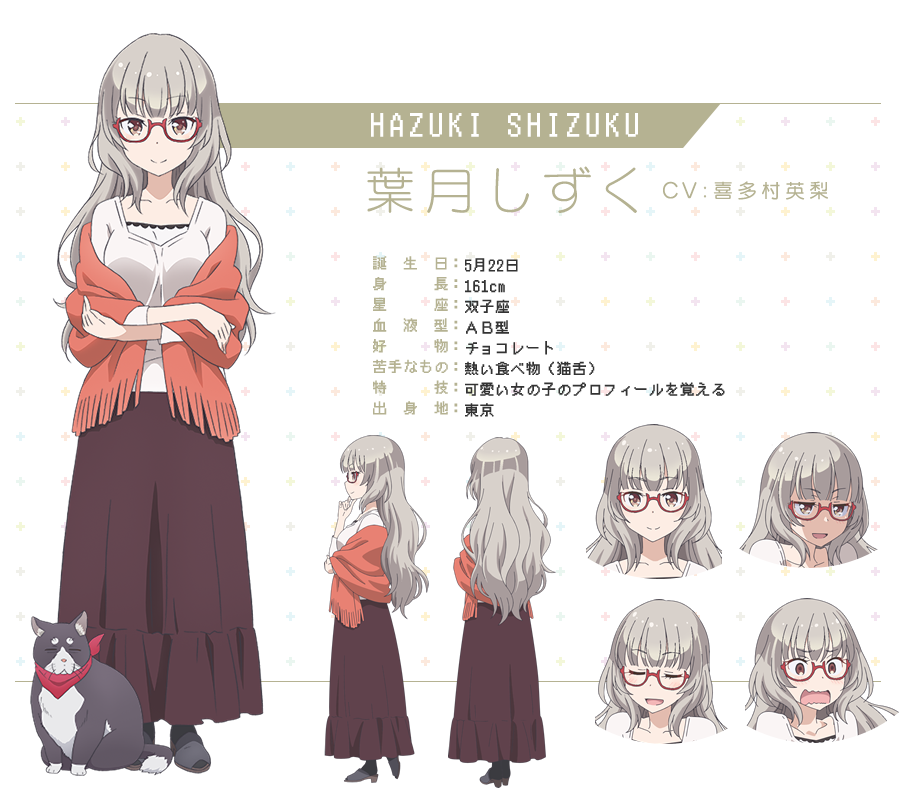 HAZUKI SHIZUKU
葉月しずく CV:喜多村英梨
誕生日：5月22日
身長：161cm
星座：双子座
血液型：ＡＢ型
好物：チョコレート
苦手なもの：熱い食べ物（猫舌）
特技：可愛い女の子のプロフィールを覚える
出身地：東京